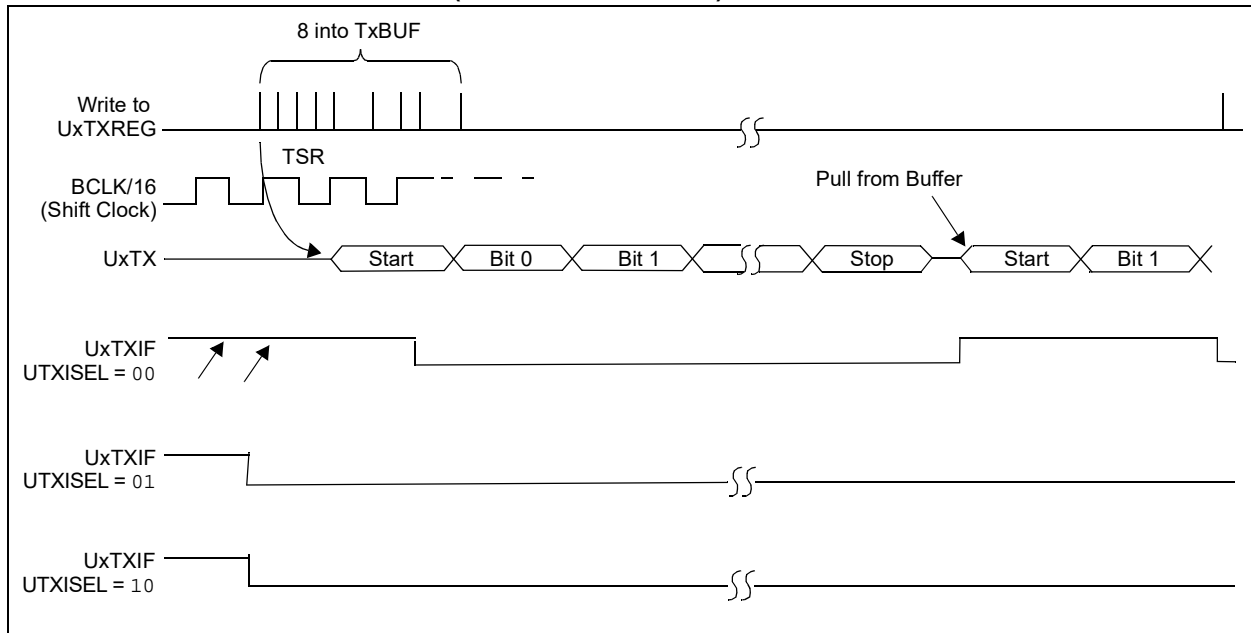 8 into TxBUF
Write to
UxTXREG
TSR
BCLK/16
(Shift Clock)
Pull from Buffer
UxTX
Start
Bit 0
Bit 1
Stop
Start
Bit 1
UxTXIF
UTXISEL = 00
UxTXIF
UTXISEL = 01
UxTXIF
UTXISEL = 10